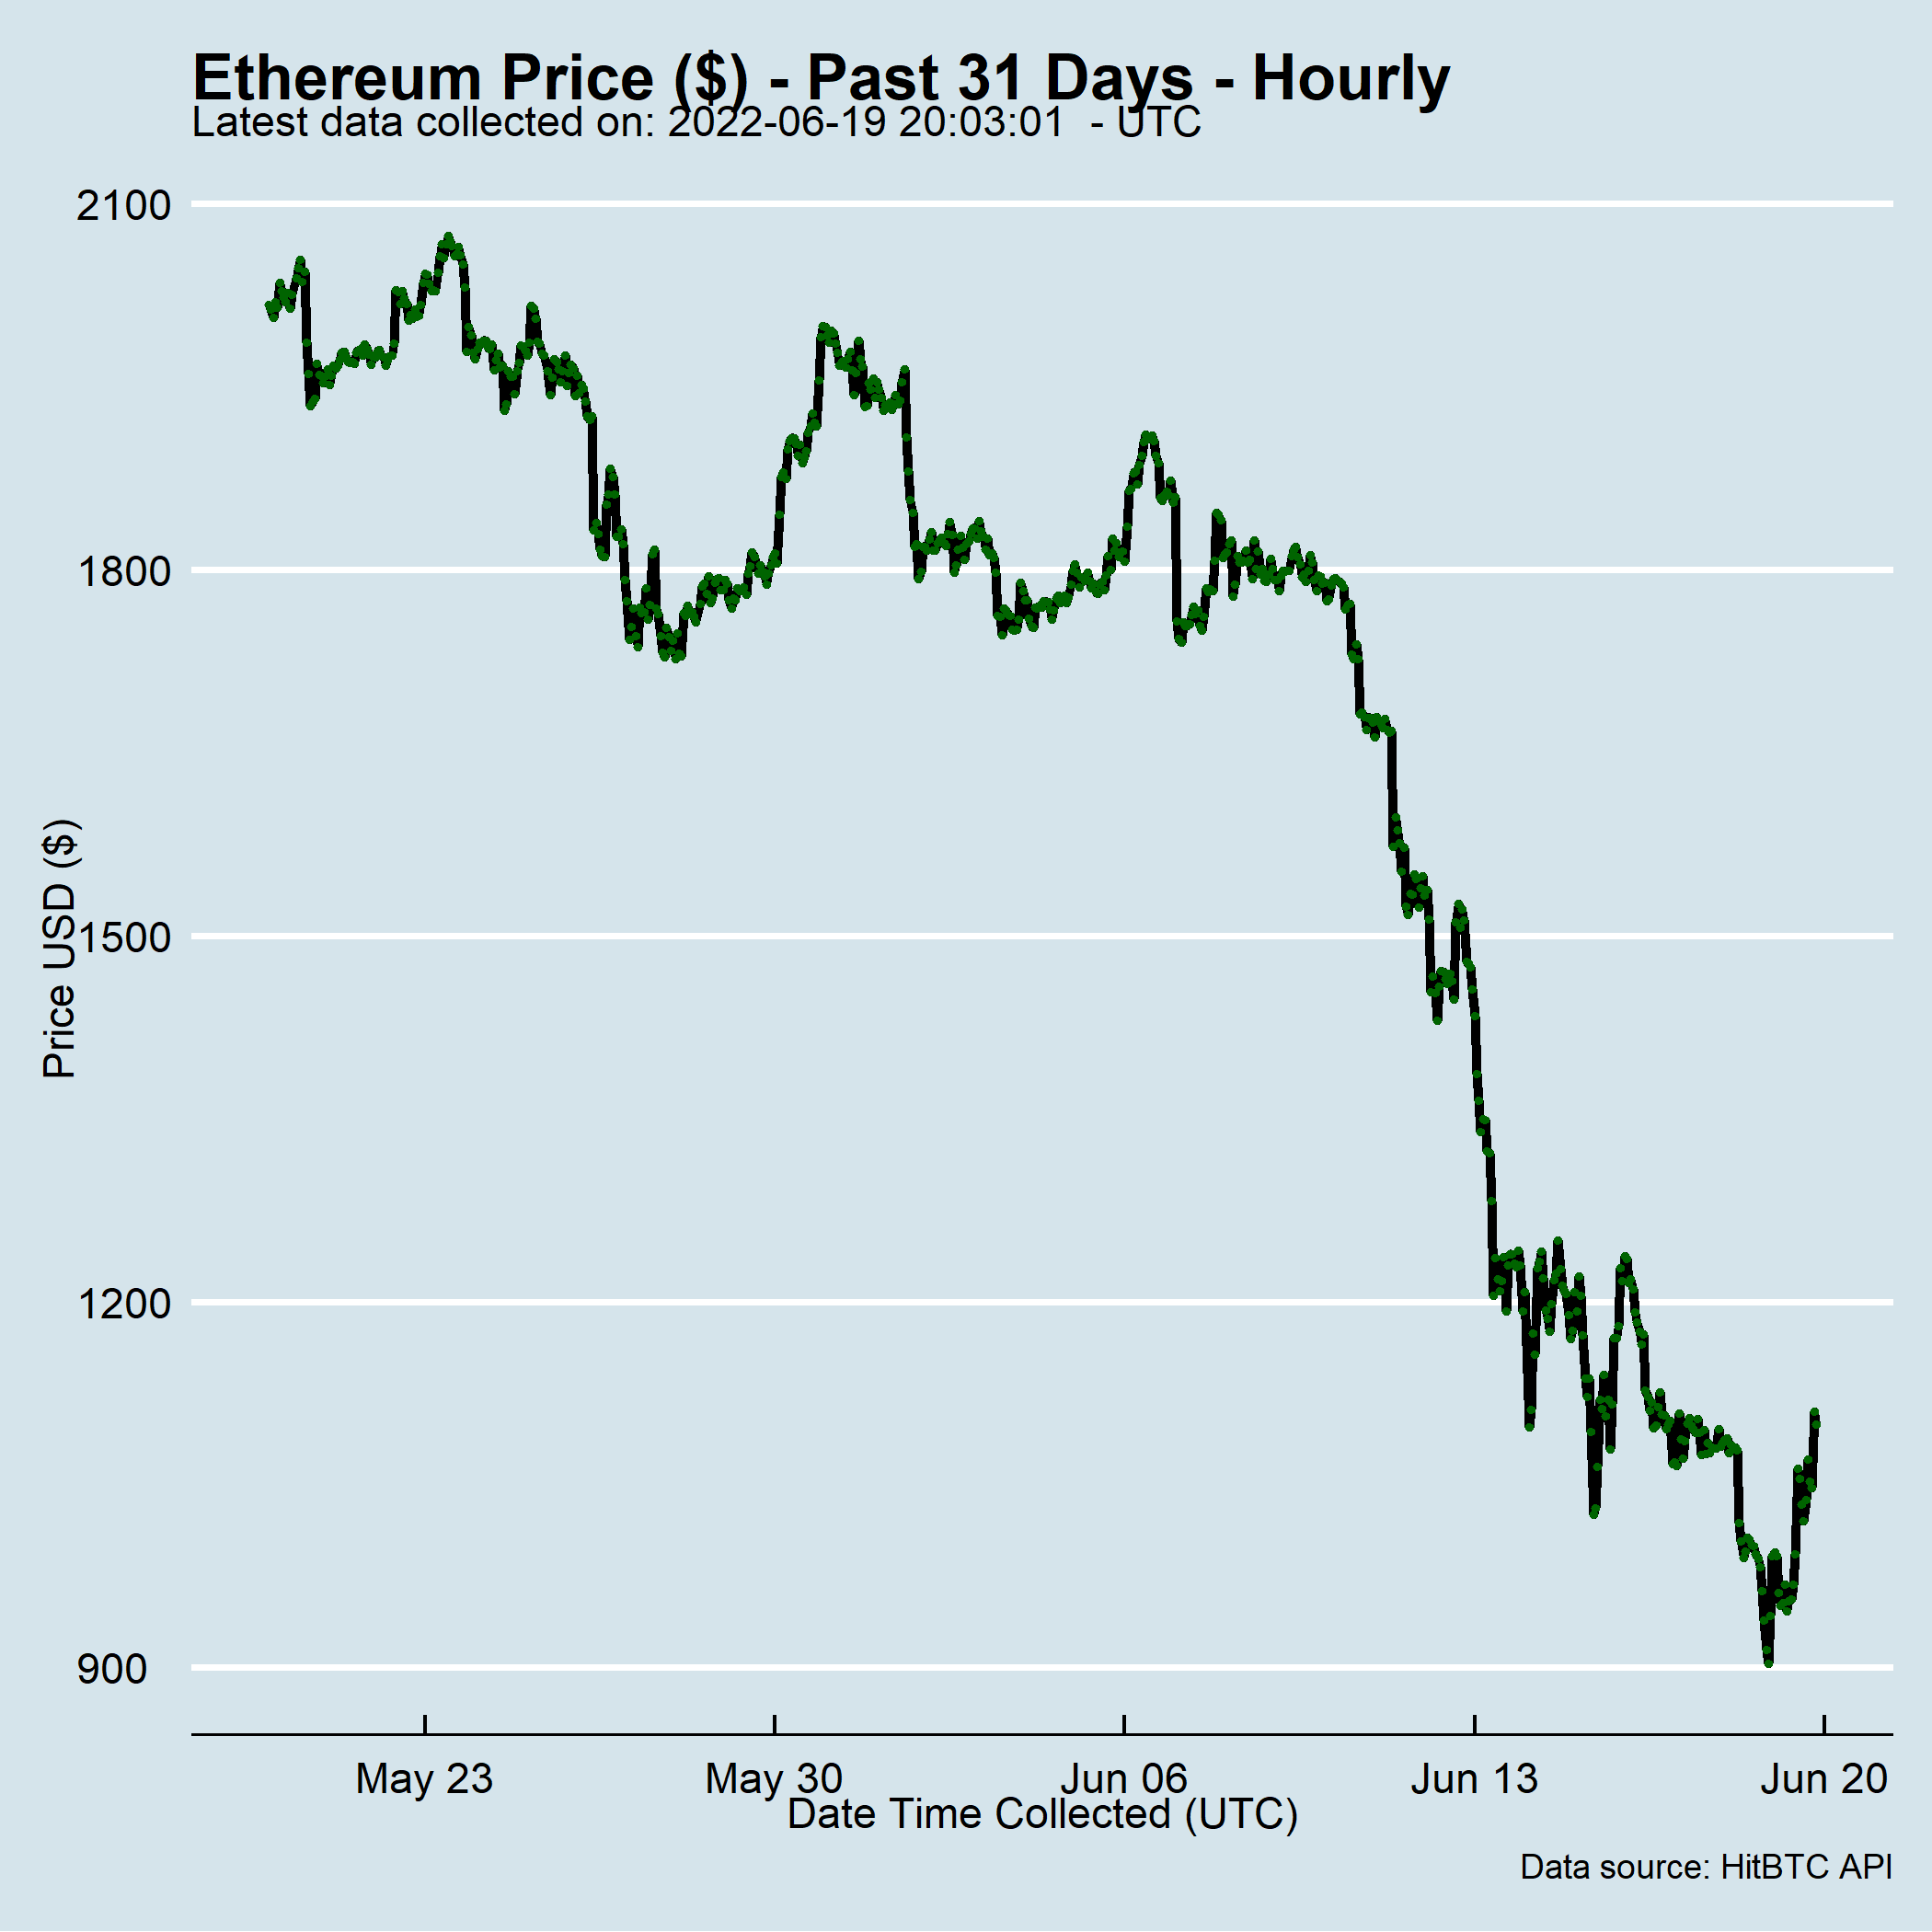 Ethereum Price ($) - Past 31 Days - Hourly
Latest data collected on: 2022-06-19 20:03:01  - UTC
2100
1800
1500
1200
900
Price USD ($)
May 23
May 30
Jun 06
Jun 13
Jun 20
Date Time Collected (UTC)
Data source: HitBTC API